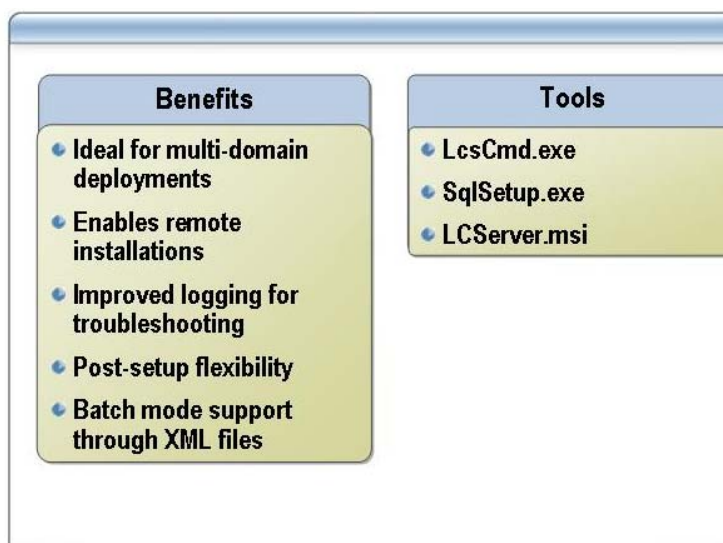 Benefits
Ideal for multi-domain
deployments
Enables remote
installations
Improved logging for
troubleshooting
Post-setup flexibility
Batch mode support
through XML files
Tools
LcsCmd.exe
SqlSetup.exe
LCServer.msi